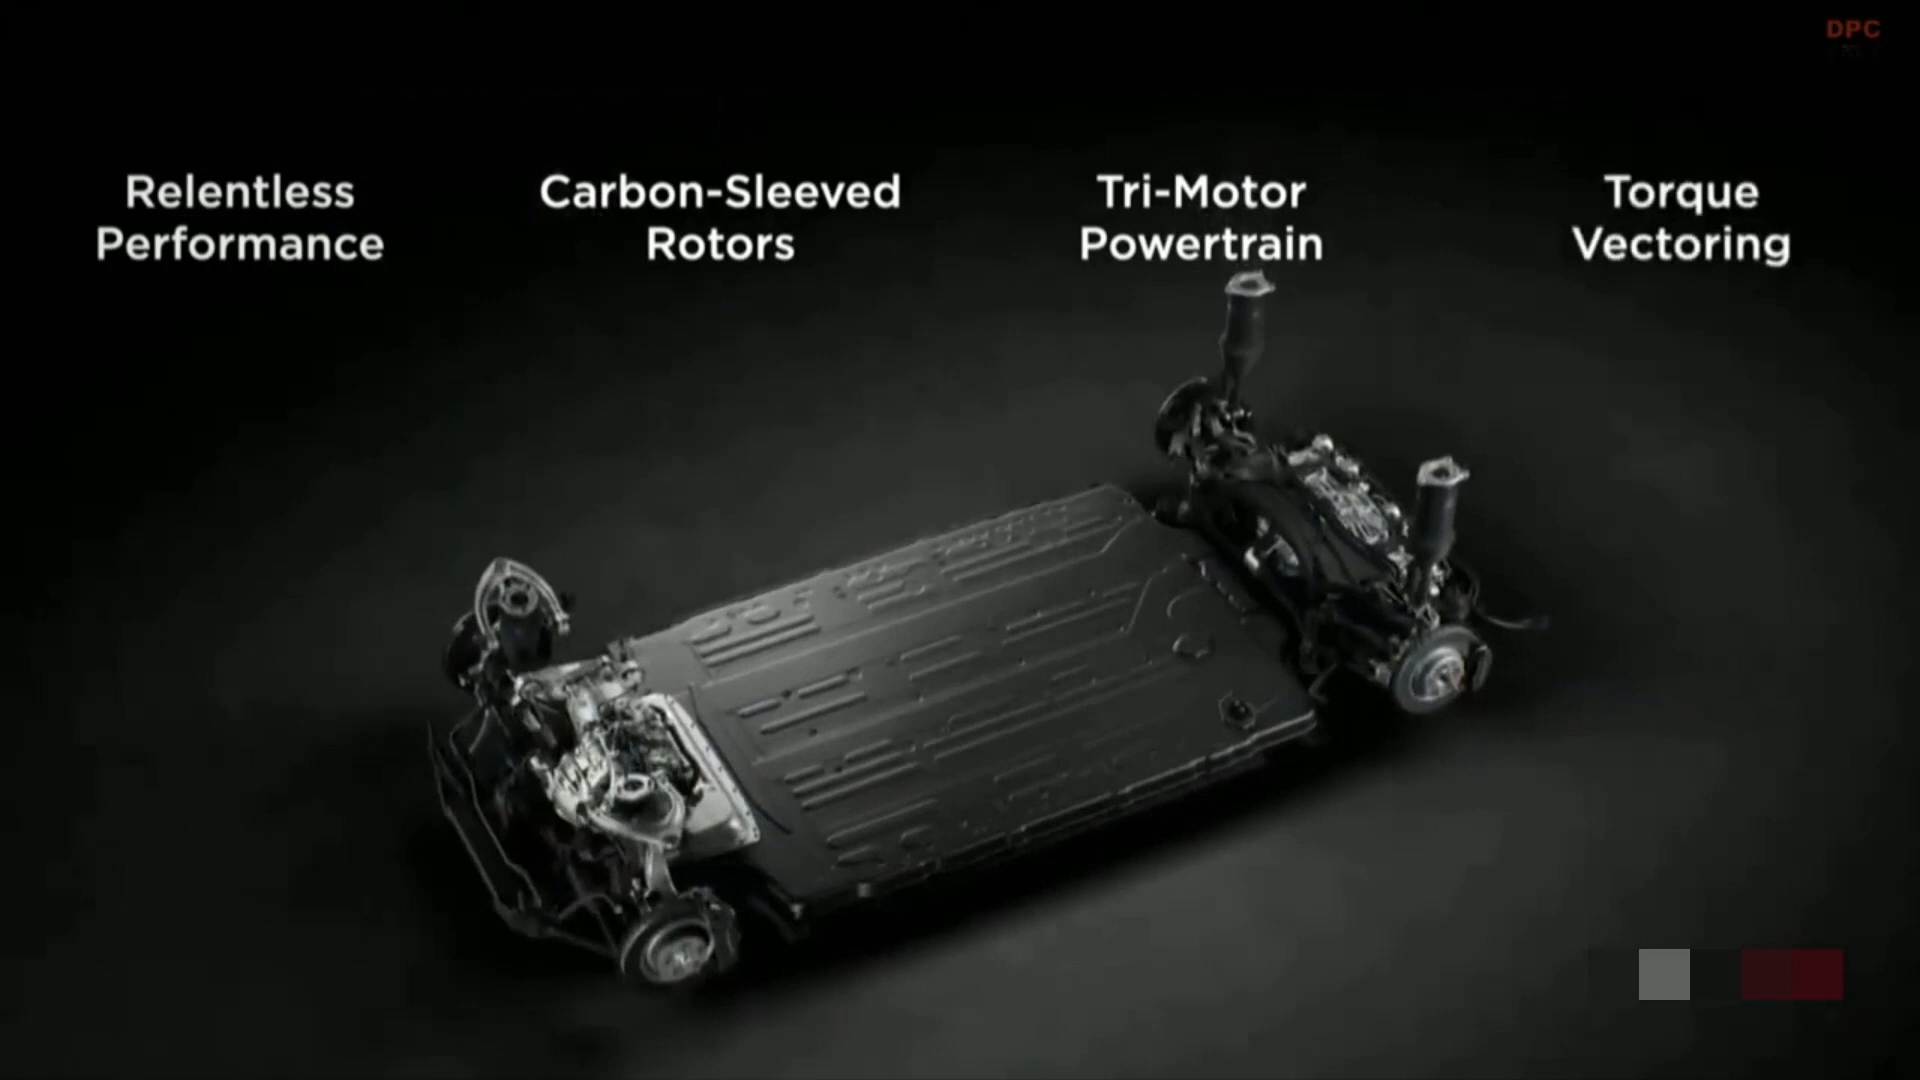 DPC
Relentless
Performance
Carbon-Sleeved
Rotors
Tri-Motor
Powertrain
Torque
Vectoring